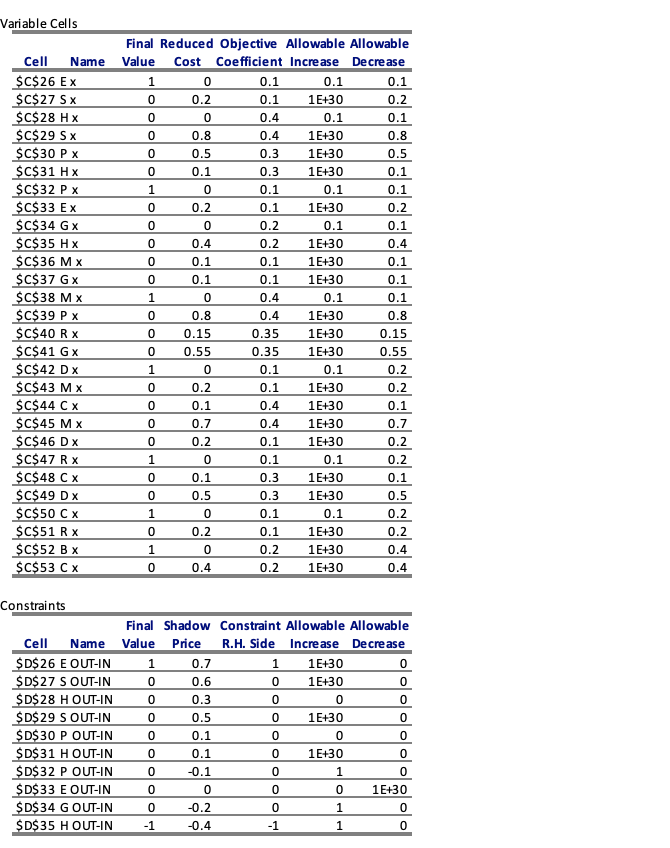 Variable Cells
Final Reduced Objective Allowable Allowable
Cell Name Value Cost Coefficient Increase Decrease
$C$26 E x 1 0 0.1 0.1 0.1
$C$27 S x 0 0.2 0.1 1E+30 0.2
$C$28 H x 0 0 0.4 0.1 0.1
$C$29 S x 0 0.8 0.4 1E+30 0.8
$C$30 P x 0 0.5 0.3 1E+30 0.5
$C$31 H x 0 0.1 0.3 1E+30 0.1
$C$32 P x 1 0 0.1 0.1 0.1
$C$33 E x 0 0.2 0.1 1E+30 0.2
$C$34 G x 0 0 0.2 0.1 0.1
$C$35 H x 0 0.4 0.2 1E+30 0.4
$C$36 M x 0 0.1 0.1 1E+30 0.1
$C$37 G x 0 0.1 0.1 1E+30 0.1
$C$38 M x 1 0 0.4 0.1 0.1
$C$39 P x 0 0.8 0.4 1E+30 0.8
$C$40 R x 0 0.15 0.35 1E+30 0.15
$C$41 G x 0 0.55 0.35 1E+30 0.55
$C$42 D x 1 0 0.1 0.1 0.2
$C$43 M x 0 0.2 0.1 1E+30 0.2
$C$44 C x 0 0.1 0.4 1E+30 0.1
$C$45 M x 0 0.7 0.4 1E+30 0.7
$C$46 D x 0 0.2 0.1 1E+30 0.2
$C$47 R x 1 0 0.1 0.1 0.2
$C$48 C x 0 0.1 0.3 1E+30 0.1
$C$49 D x 0 0.5 0.3 1E+30 0.5
$C$50 C x 1 0 0.1 0.1 0.2
$C$51 R x 0 0.2 0.1 1E+30 0.2
$C$52 B x 1 0 0.2 1E+30 0.4
$C$53 C x 0 0.4 0.2 1E+30 0.4
Constraints
Final Shadow Constraint Allowable Allowable
Cell Name Value Price R.H. Side Increase Decrease
$D$26 E OUT-IN 1 0.7 1 1E+30 0
$D$27 S OUT-IN 0 0.6 0 1E+30 0
$D$28 H OUT-IN 0 0.3 0 0 0
$D$29 S OUT-IN 0 0.5 0 1E+30 0
$D$30 P OUT-IN 0 0.1 0 0 0
$D$31 H OUT-IN 0 0.1 0 1E+30 0
$D$32 P OUT-IN 0 -0.1 0 1 0
$D$33 E OUT-IN 0 0 0 0 1E+30
$D$34 G OUT-IN 0 -0.2 0 1 0
$D$35 H OUT-IN -1 -0.4 -1 1 0